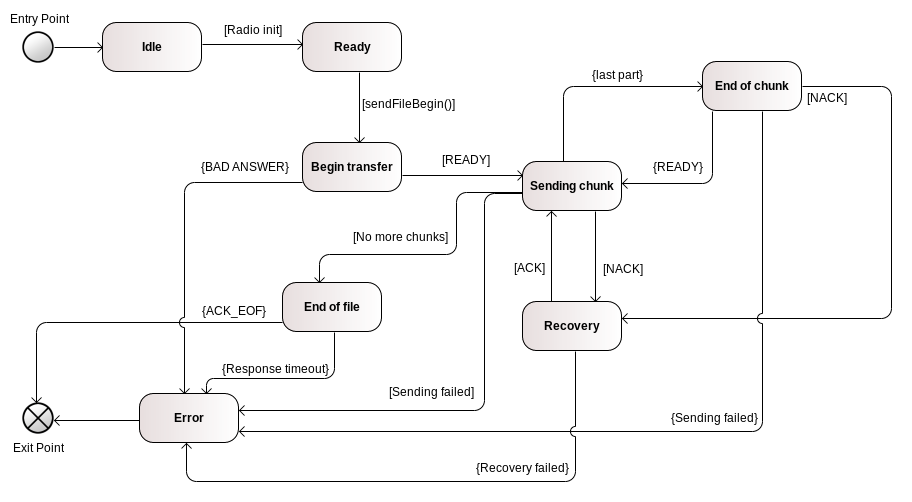 Entry Point
Idle
[Radio init]
Ready
[sendFileBegin()]
{last part}
End of chunk
[NACK]
{BAD ANSWER}
Begin transfer
[READY]
{READY}
Sending chunk
[No more chunks]
[ACK]
[NACK]
{ACK_EOF}
End of file
Recovery
{Response timeout}
[Sending failed]
Error
{Sending failed}
Exit Point
{Recovery failed}